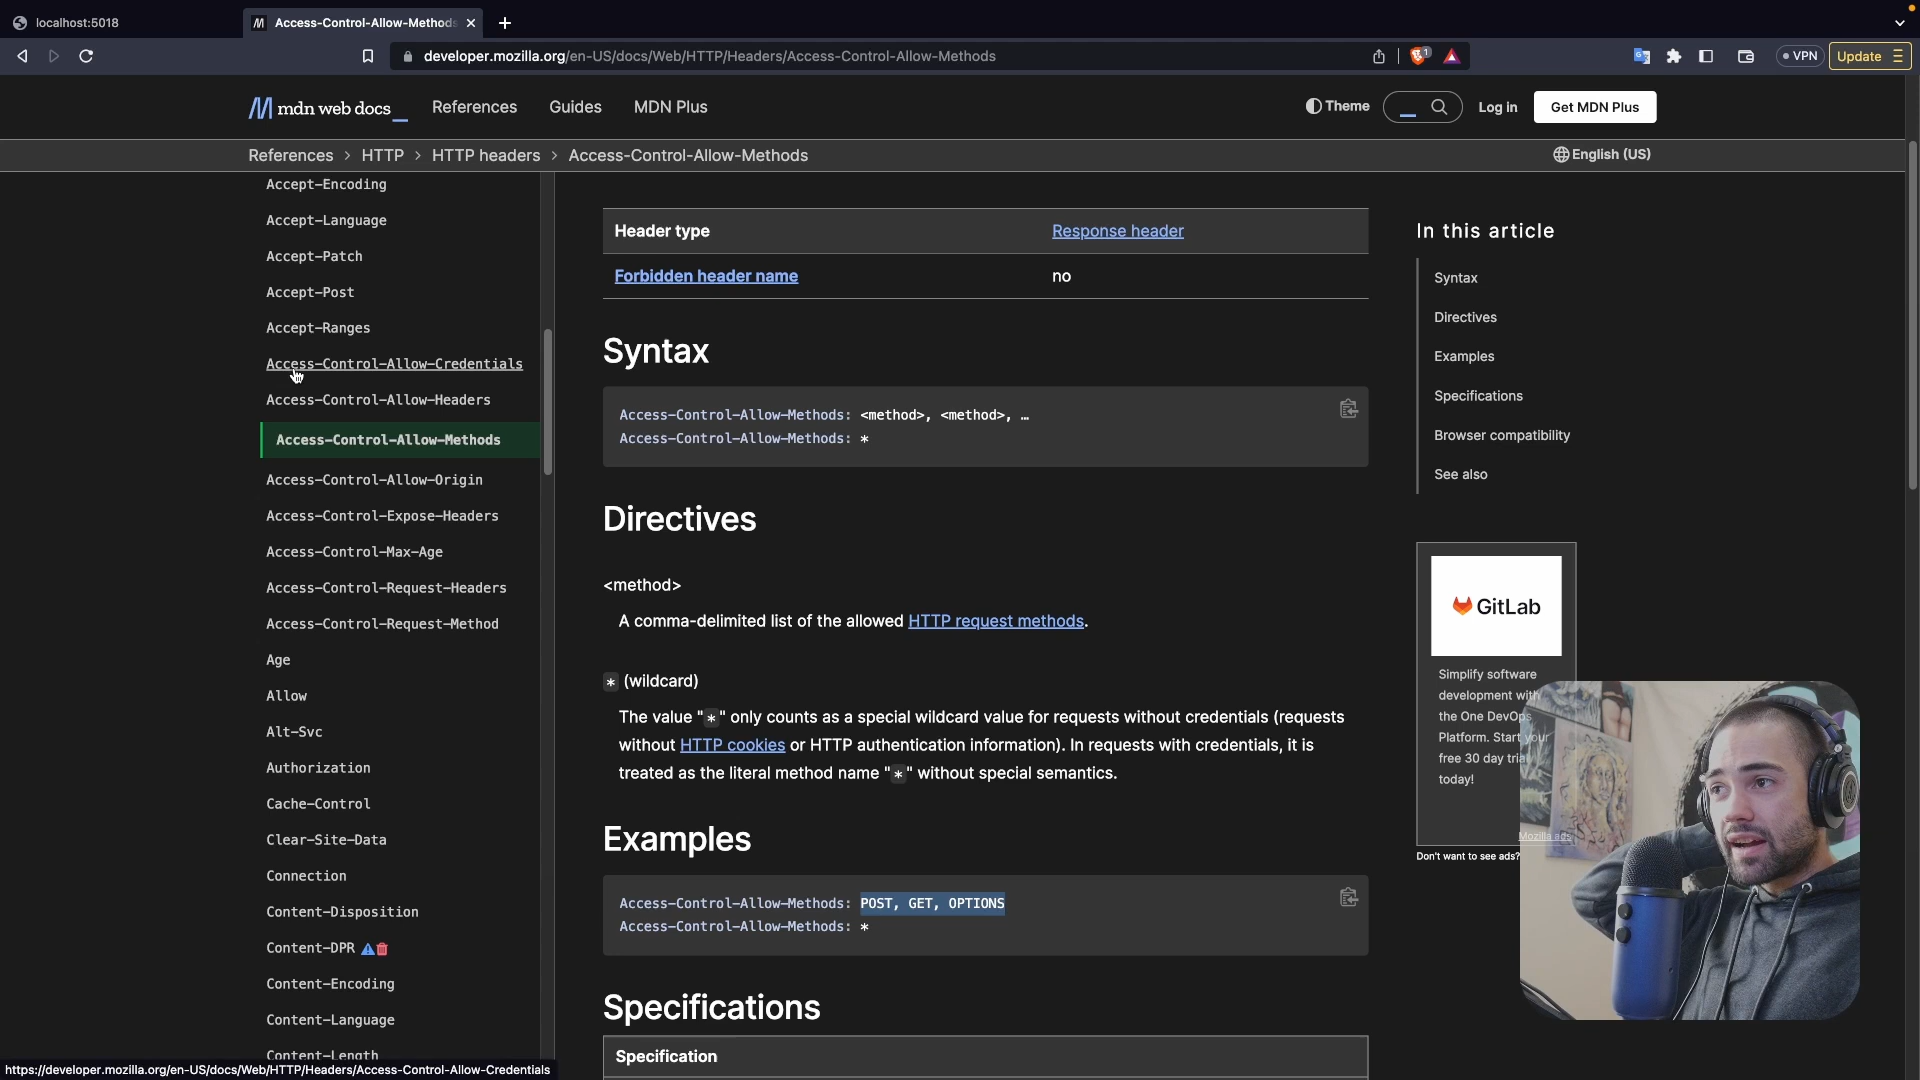 localhost:5018
Access-Control-Allow-Methods
developer.mozilla.org/en-US/docs/Web/HTTP/Headers/Access-Control-Allow-Methods
1
VPN
Update
mdn web docs_
References
Guides
MDN Plus
Theme
Log in
Get MDN Plus
References > HTTP > HTTP headers > Access-Control-Allow-Methods
English (US)
Accept-Encoding
Accept-Language
Accept-Patch
Accept-Post
Accept-Ranges
Access-Control-Allow-Credentials
Access-Control-Allow-Headers
Access-Control-Allow-Methods
Access-Control-Allow-Origin
Access-Control-Expose-Headers
Access-Control-Max-Age
Access-Control-Request-Headers
Access-Control-Request-Method
Age
Allow
Alt-Svc
Authorization
Cache-Control
Clear-Site-Data
Connection
Content-Disposition
Content-DPR
Content-Encoding
Content-Language
Content-Length
Header type Response header
Forbidden header name no
Syntax
Access-Control-Allow-Methods: <method>, <method>, …
Access-Control-Allow-Methods: *
Directives
<method>
A comma-delimited list of the allowed HTTP request methods.
* (wildcard)
The value "*" only counts as a special wildcard value for requests without credentials (requests
without HTTP cookies or HTTP authentication information). In requests with credentials, it is
treated as the literal method name "*" without special semantics.
Examples
Access-Control-Allow-Methods: POST, GET, OPTIONS
Access-Control-Allow-Methods: *
Specifications
Specification
In this article
Syntax
Directives
Examples
Specifications
Browser compatibility
See also
GitLab
Simplify software
development with
the One DevOps
Platform. Start your
free 30 day trial
today!
Mozilla ads
Don't want to see ads?
https://developer.mozilla.org/en-US/docs/Web/HTTP/Headers/Access-Control-Allow-Credentials